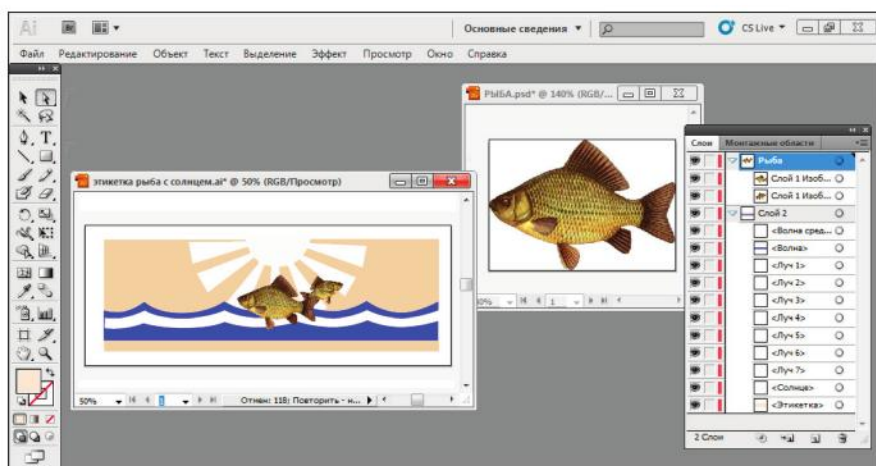 Ai Br Основные сведения CS Live
Файл Редактирование Объект Текст Выделение Эффект Просмотр Окно Справка
РЫБА.psd* @ 140% (RGB/...
Слои Монтажные области
Рыба
Слой 1 Изоб...
Слой 1 Изоб...
Слой 2
<Волна сред...
<Волна>
<Луч 1>
<Луч 2>
<Луч 3>
<Луч 4>
<Луч 5>
<Луч 6>
<Луч 7>
<Солнце>
<Этикетка>
2 Слои
этикетка рыба с солнцем.ai* @ 50% (RGB/Просмотр)
50% 1 Отмен: 118: Повторить - н...
1
T